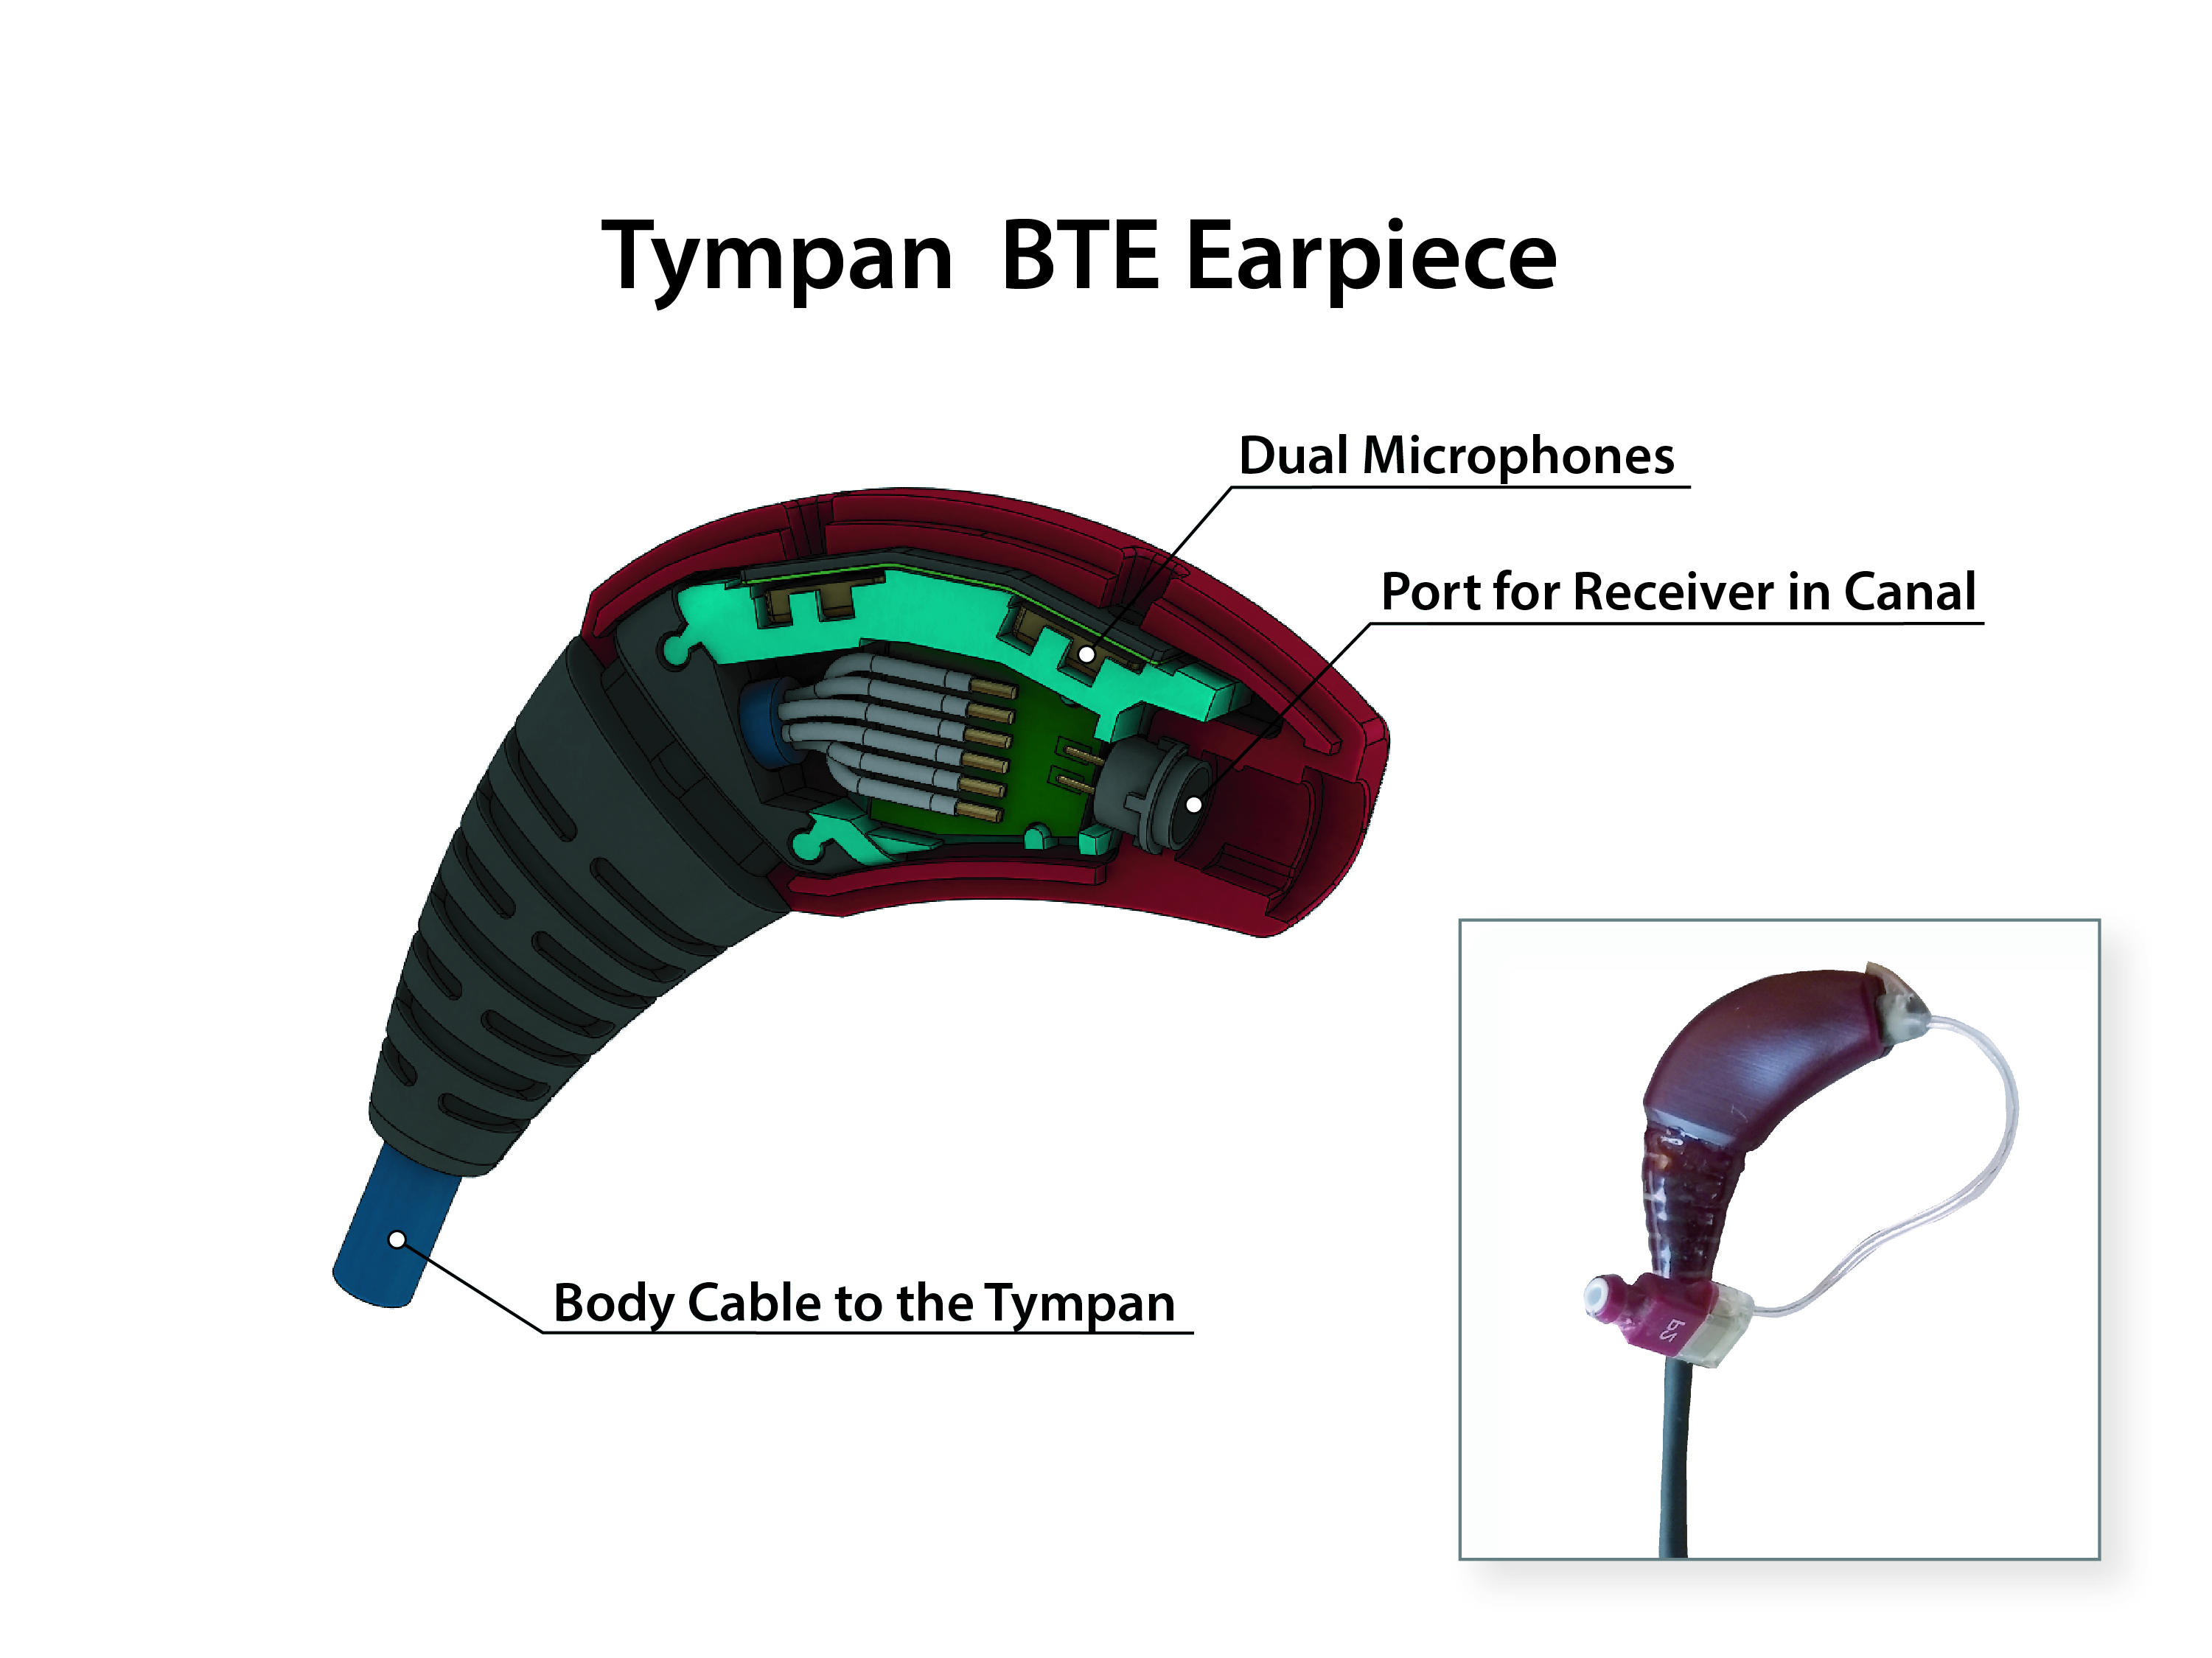 Tympan BTE Earpiece
Dual Microphones
Port for Receiver in Canal
Body Cable to the Tympan